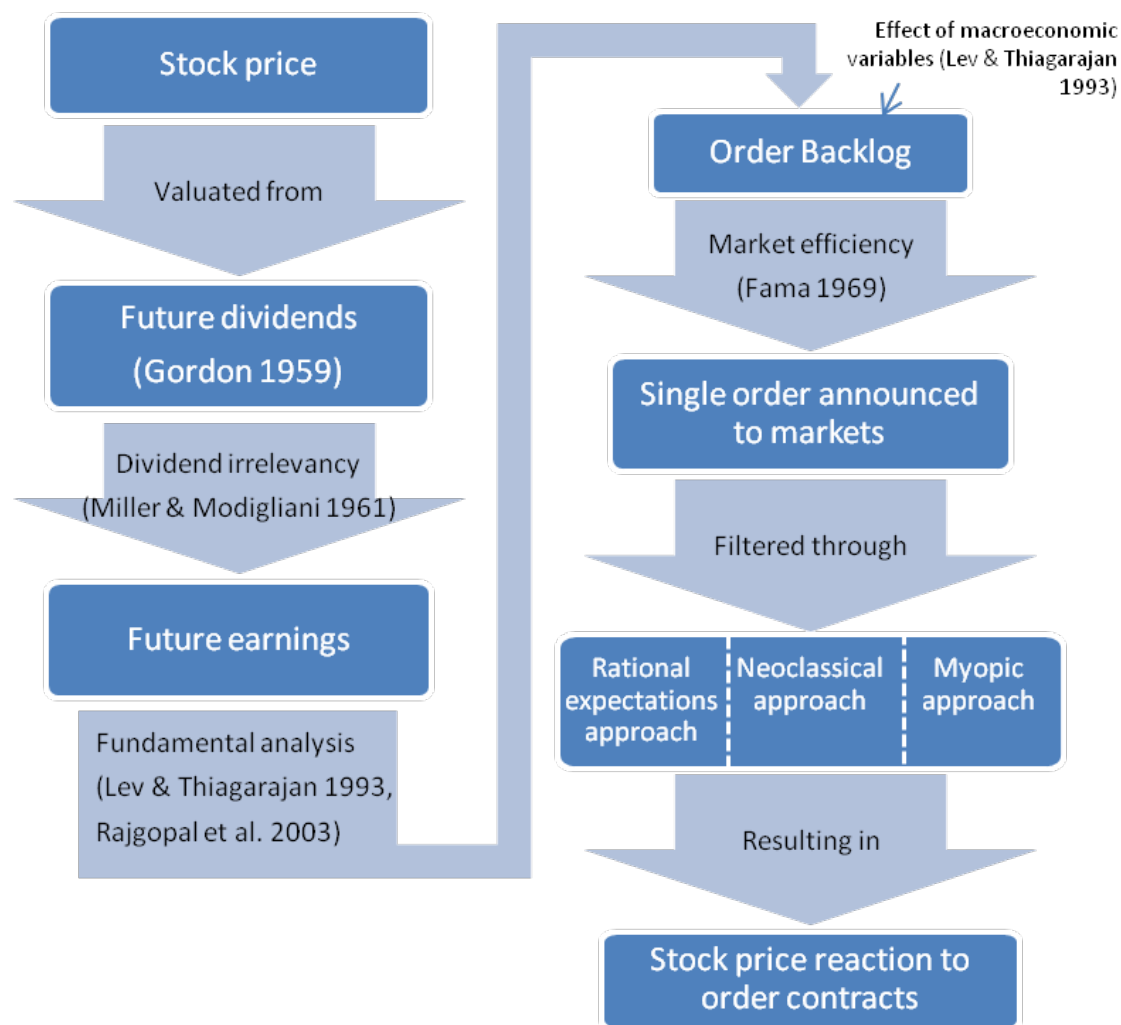 Stock price
Valuated from
Future dividends
(Gordon 1959)
Dividend irrelevancy
(Miller & Modigliani 1961)
Future earnings
Fundamental analysis
(Lev & Thiagarajan 1993,
Rajgopal et al. 2003)
Effect of macroeconomic
variables (Lev & Thiagarajan
1993)
Order Backlog
Market efficiency
(Fama 1969)
Single order announced
to markets
Filtered through
Rational
expectations
approach
Neoclassical
approach
Myopic
approach
Resulting in
Stock price reaction to
order contracts